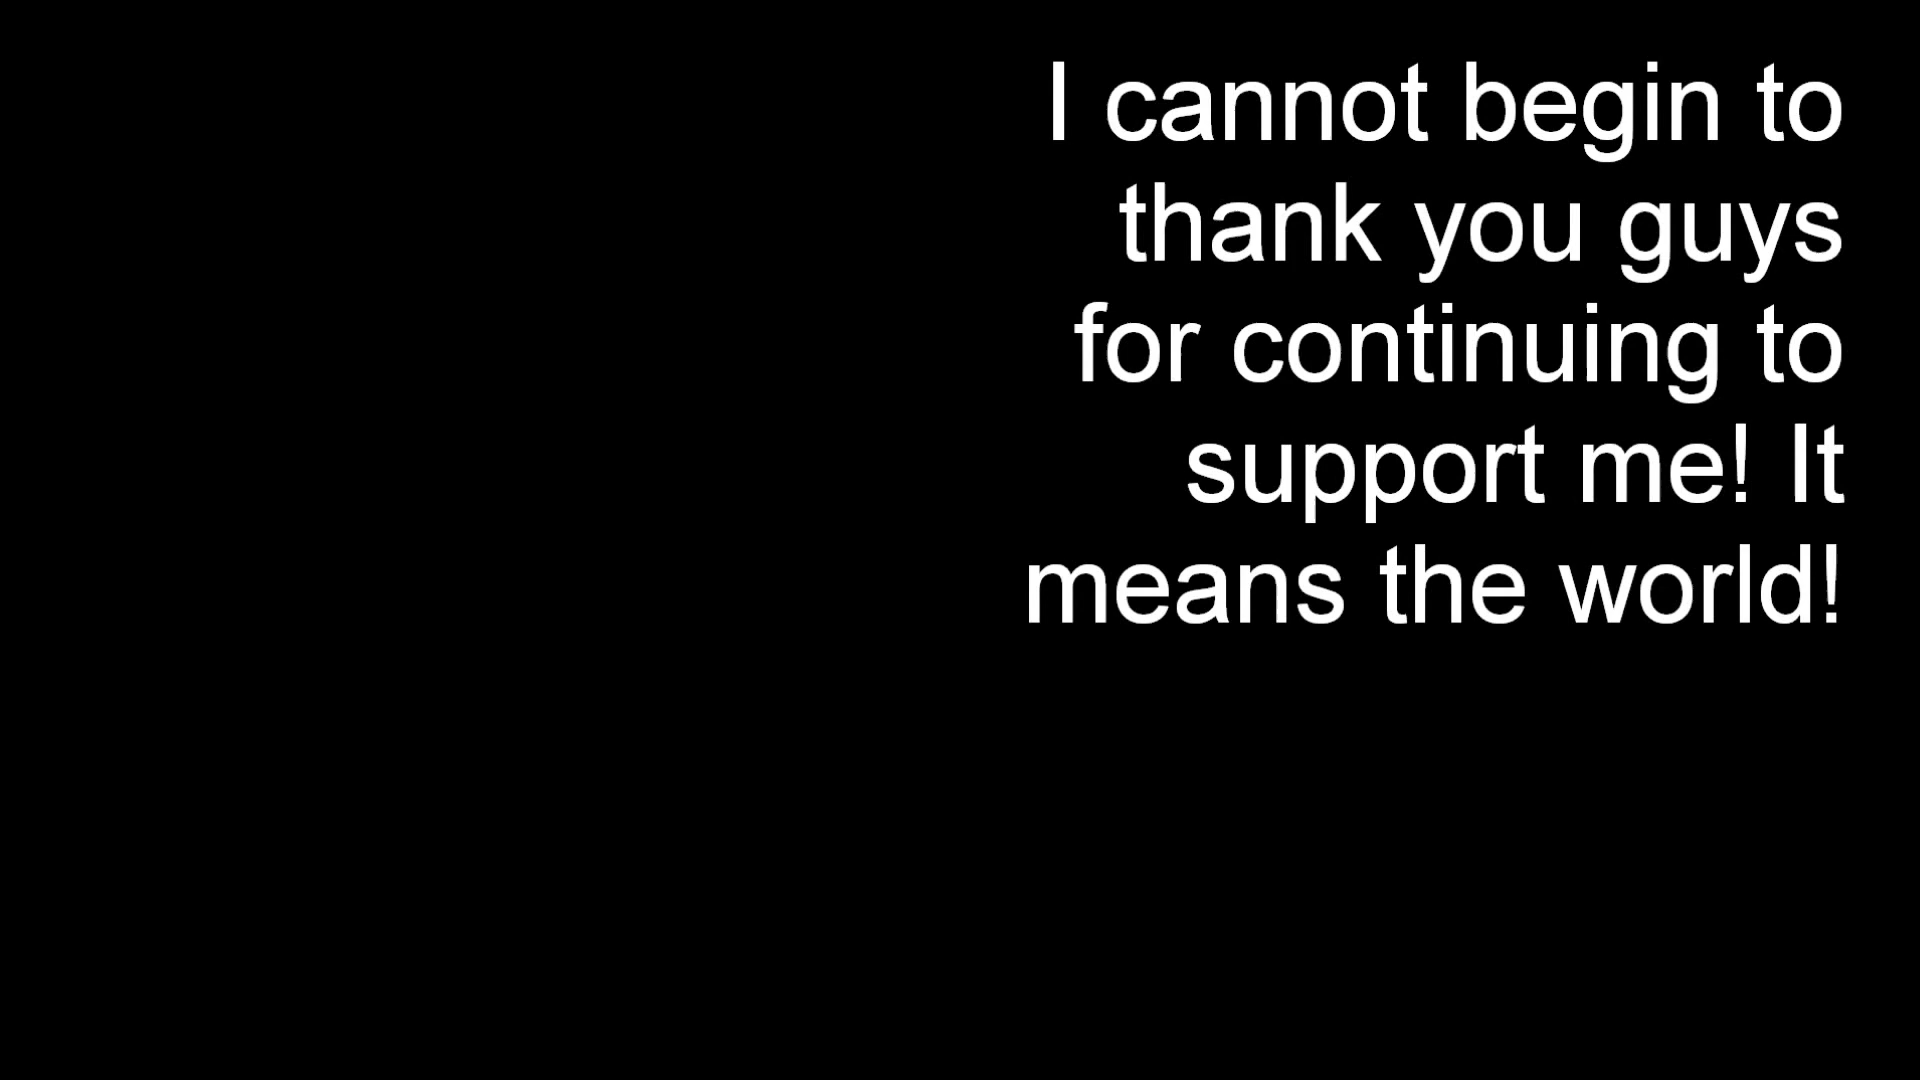 I cannot begin to
thank you guys
for continuing to
support me! It
means the world!